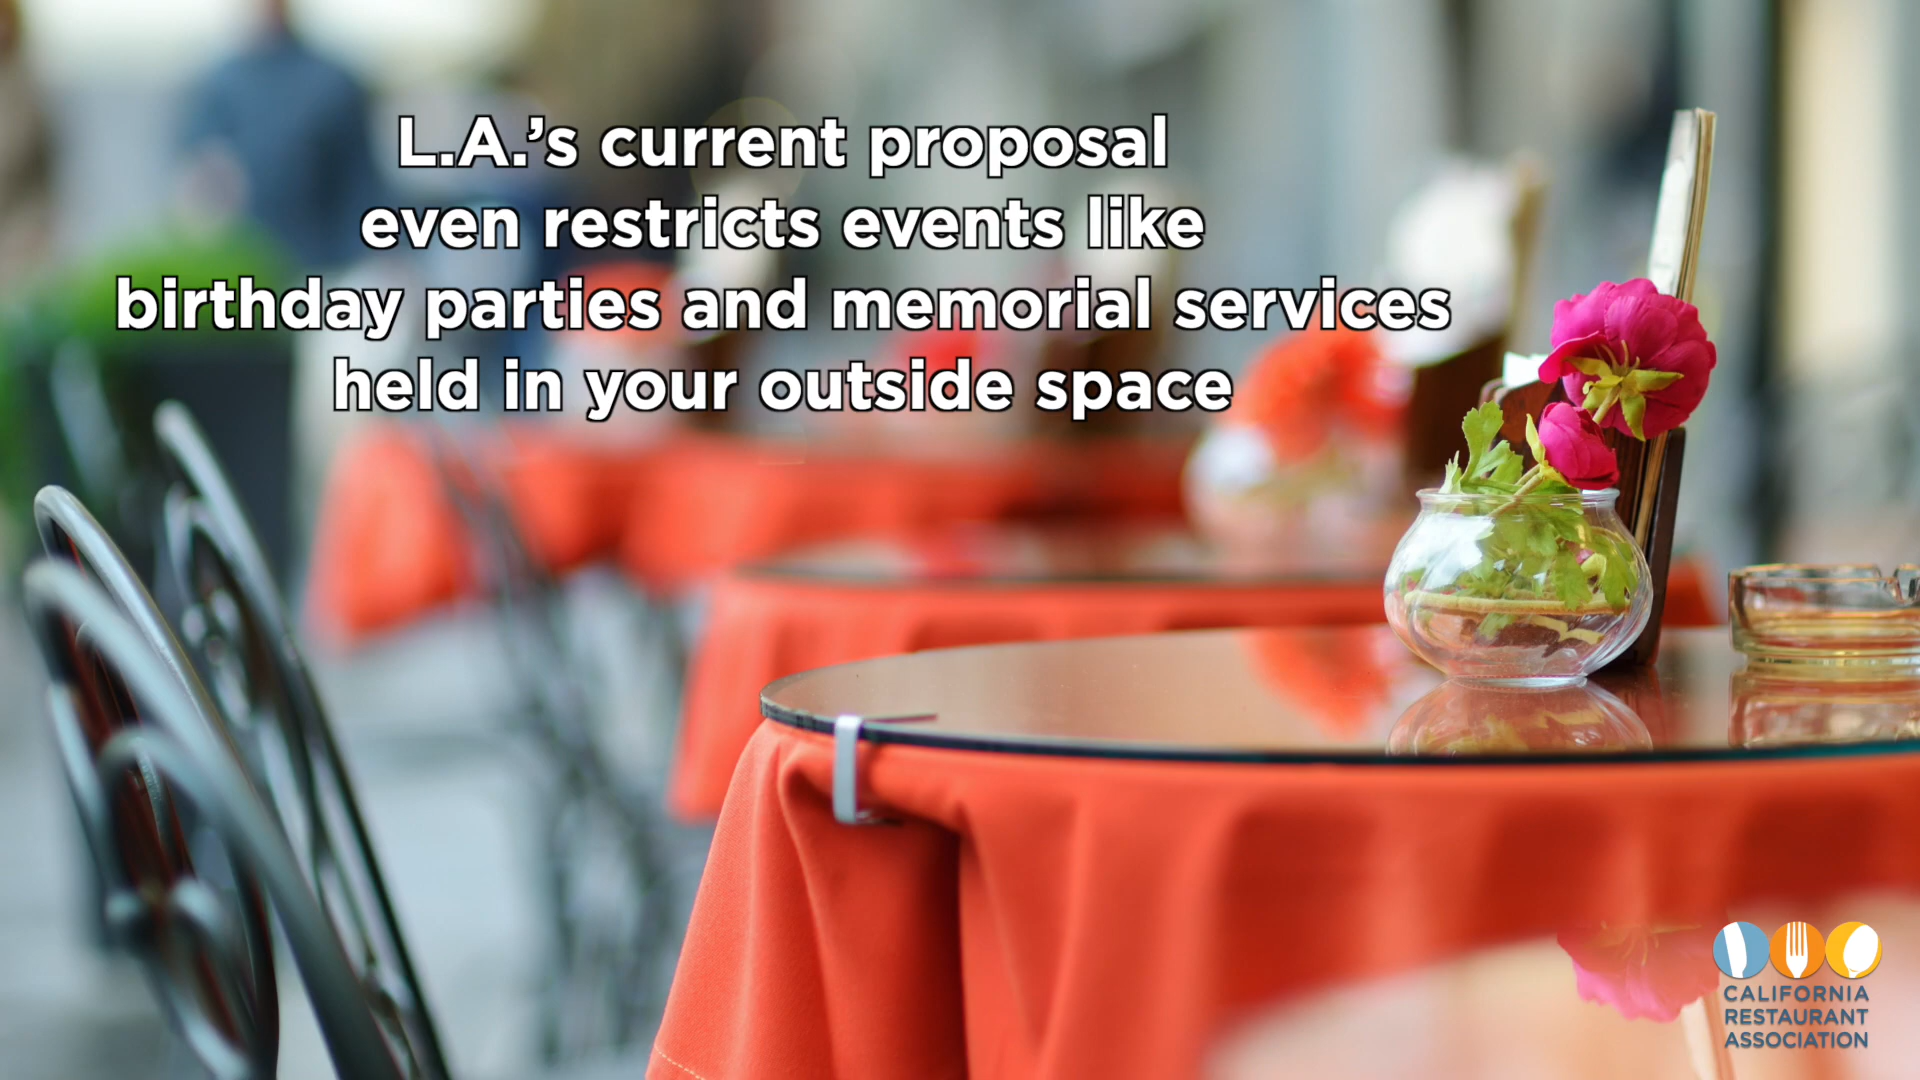 L.A.’s current proposal
even restricts events like
birthday parties and memorial services
held in your outside space
CALIFORNIA
RESTAURANT
ASSOCIATION